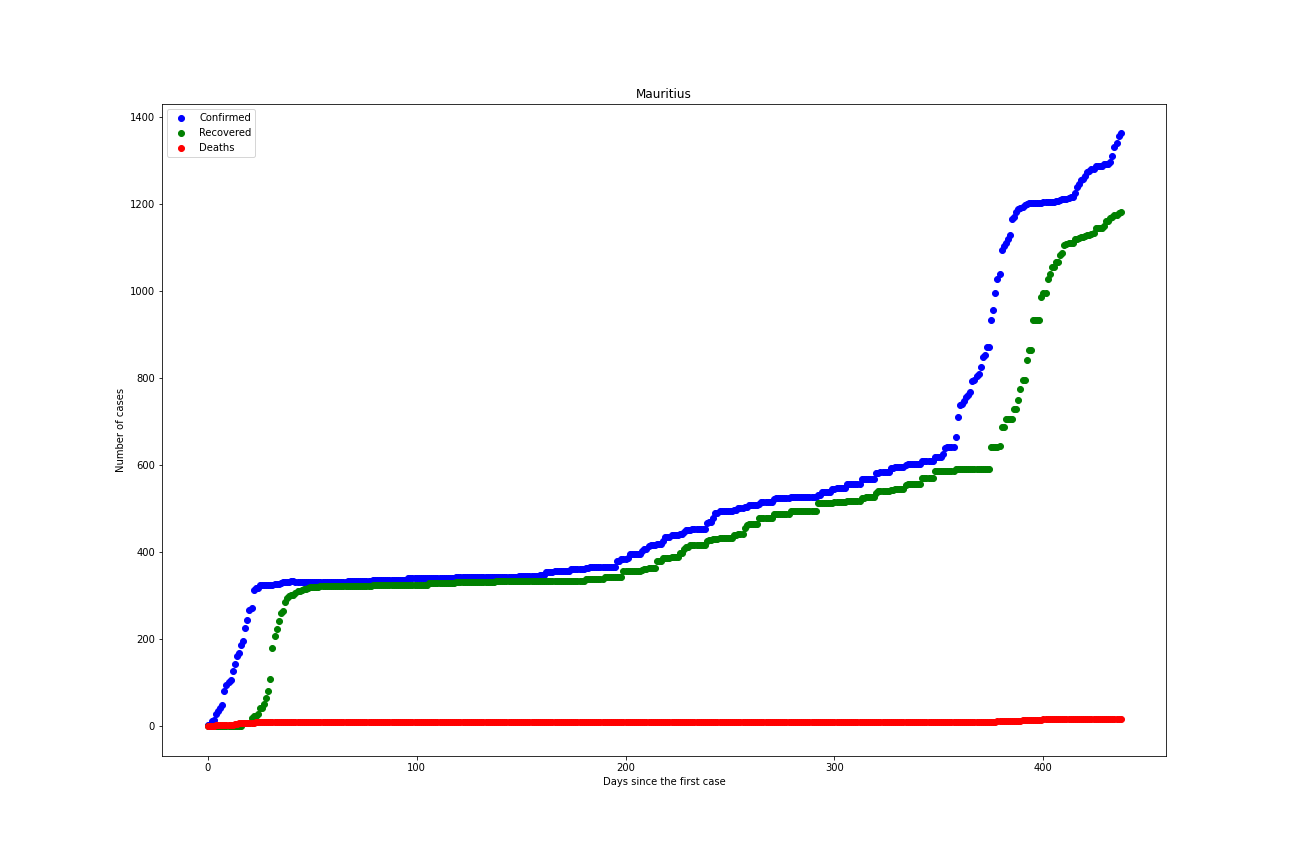 Mauritius
Confirmed
Recovered
Deaths
1400
1200
1000
800
600
400
200
0
Number of cases
0 100 200 300 400
Days since the first case